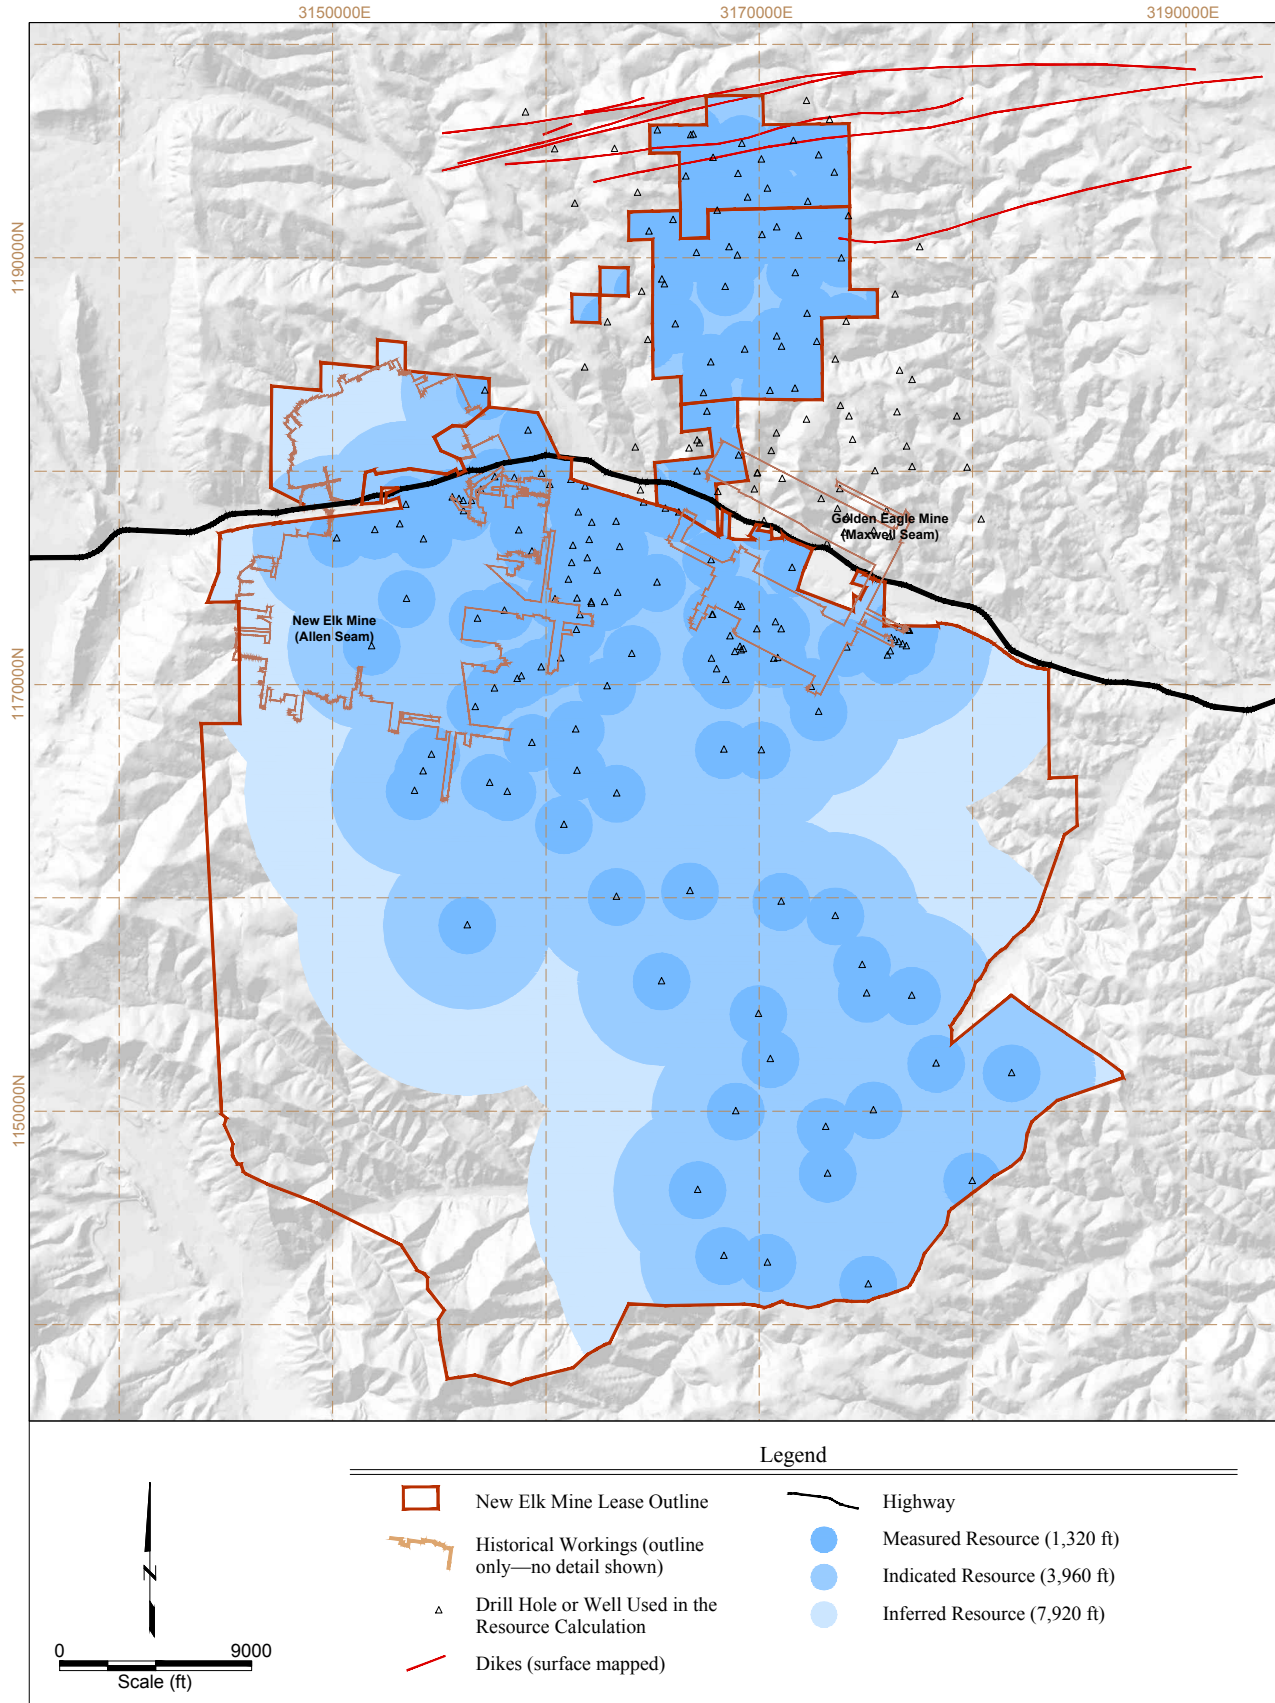 3150000E
3170000E
3190000E
1190000N
Golden Eagle Mine
(Maxwell Seam)
New Elk Mine
(Allen Seam)
1170000N
1150000N
Legend
New Elk Mine Lease Outline
Highway
Historical Workings (outline
only—no detail shown)
Measured Resource (1,320 ft)
Indicated Resource (3,960 ft)
Drill Hole or Well Used in the
Resource Calculation
Inferred Resource (7,920 ft)
Dikes (surface mapped)
N
0
9000
Scale (ft)